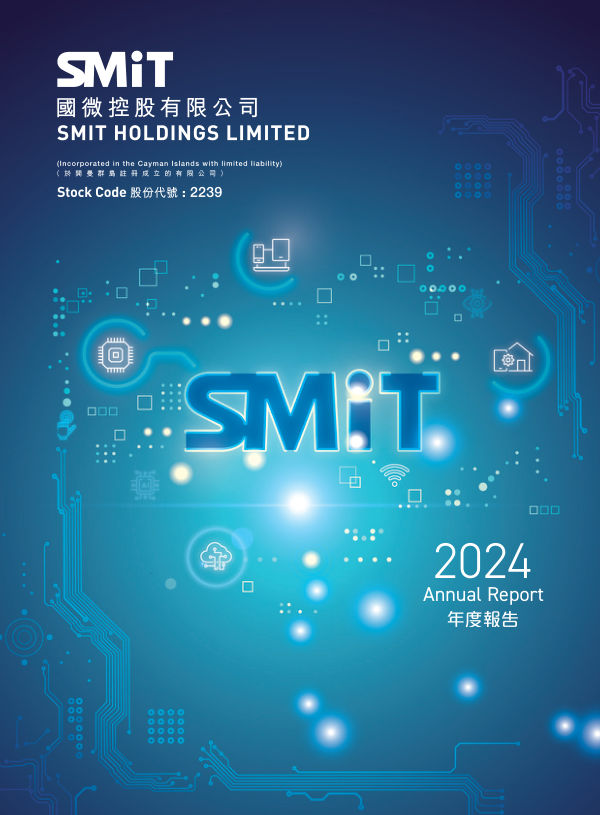 SMiT
國微控股有限公司
SMIT HOLDINGS LIMITED
(Incorporated in the Cayman Islands with limited liability)
(於開曼群島註冊成立的有限公司)
Stock Code 股份代號 : 2239
SMiT
2024
Annual Report
年度報告